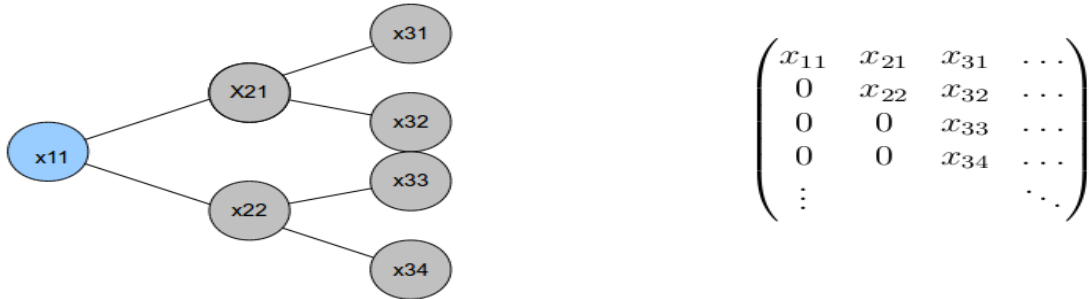 x31
X21
x32
x11
x33
x22
x34
x₁₁ x₂₁ x₃₁ …
0 x₂₂ x₃₂ …
0 0 x₃₃ …
0 0 x₃₄ …
⋮ ⋱